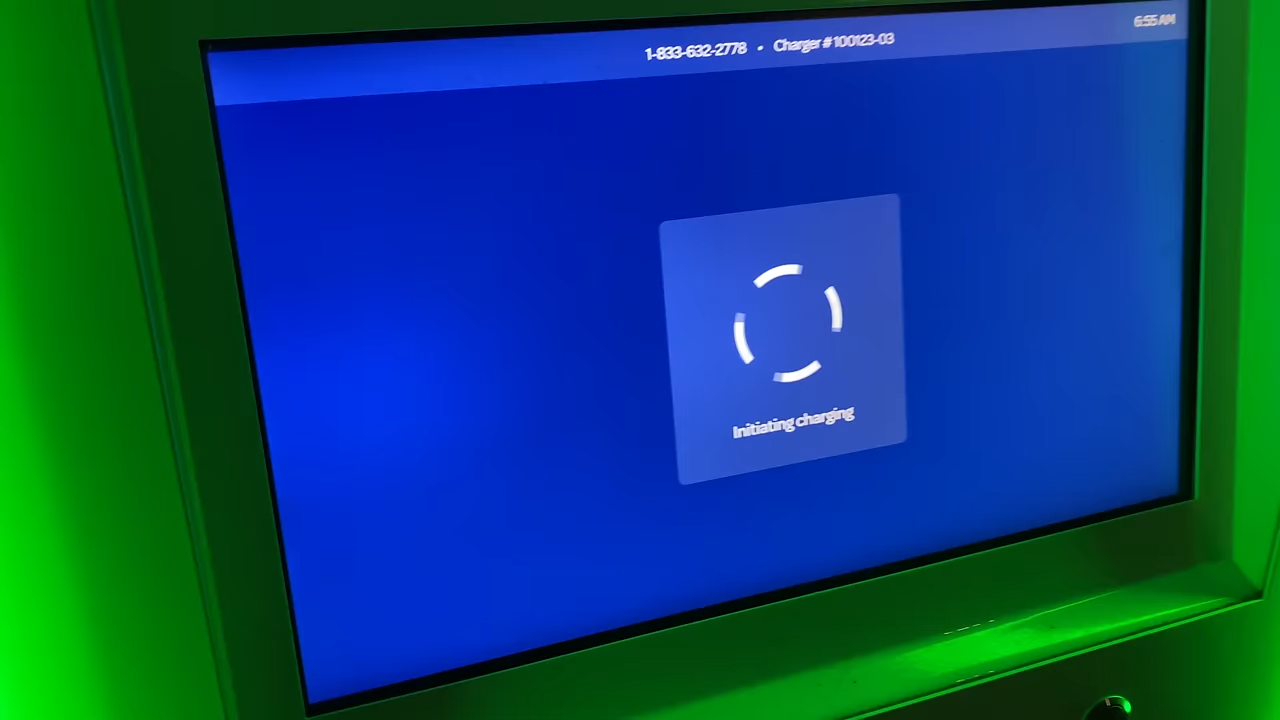 1-833-632-2778 • Charger #100123-03
6:55 AM
Initiating charging